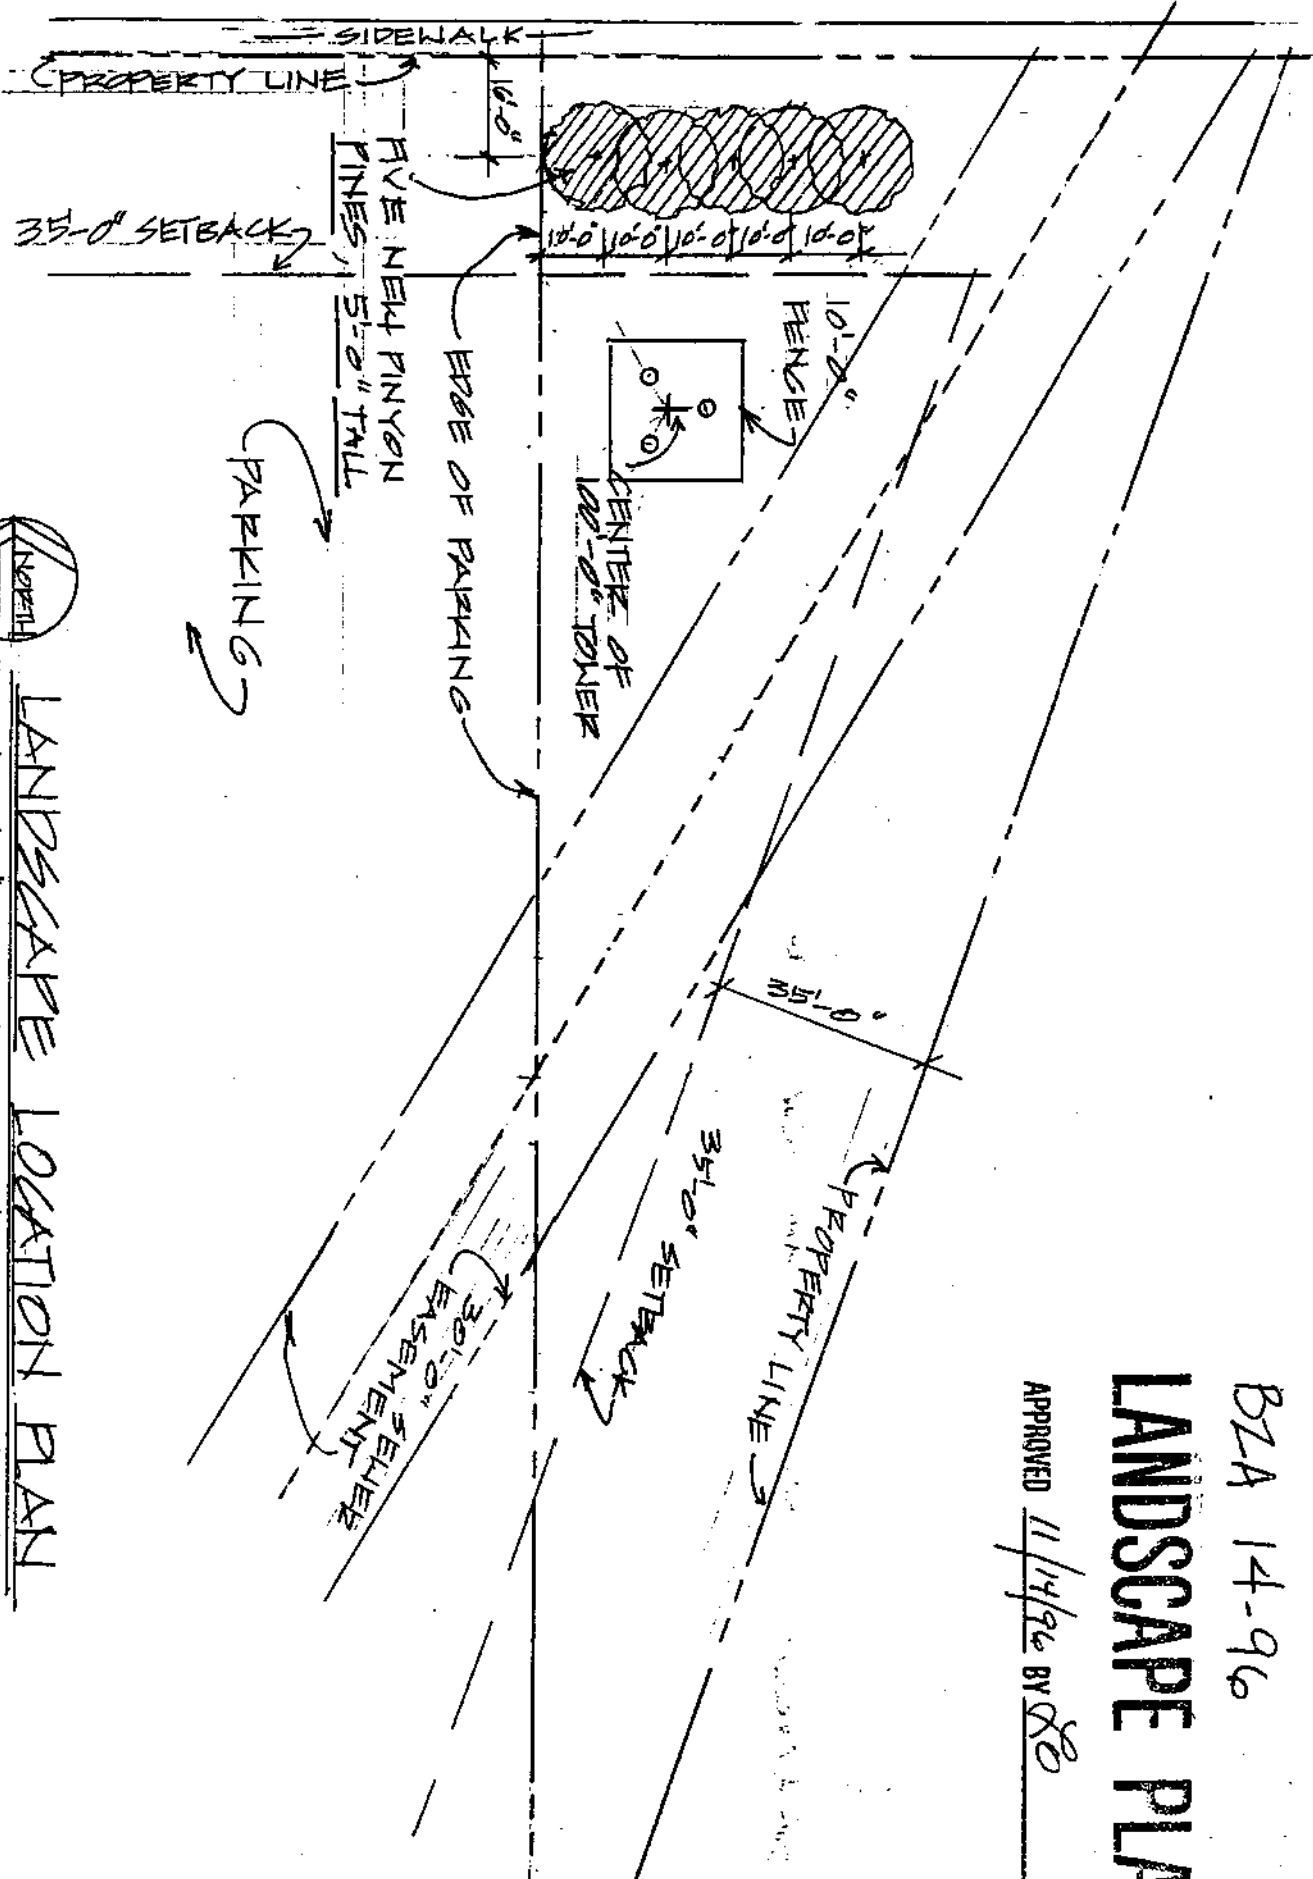 BZA 14-96
LANDSCAPE PLA
APPROVED 11/14/96 BY
SIDEWALK
PROPERTY LINE
16'-0"
FIVE NEW PINYON
PINES, 5'-0" TALL
35'-0" SETBACK
10'-0" 10'-0" 10'-0" 10'-0" 10'-0"
10'-0"
FENCE
CENTER OF
100'-0" TOWER
EDGE OF PARKING
PARKING
35'-0"
35'-0" SETBACK
PROPERTY LINE
30'-0" SEWER
EASEMENT
NORTH
LANDSCAPE LOCATION PLAN